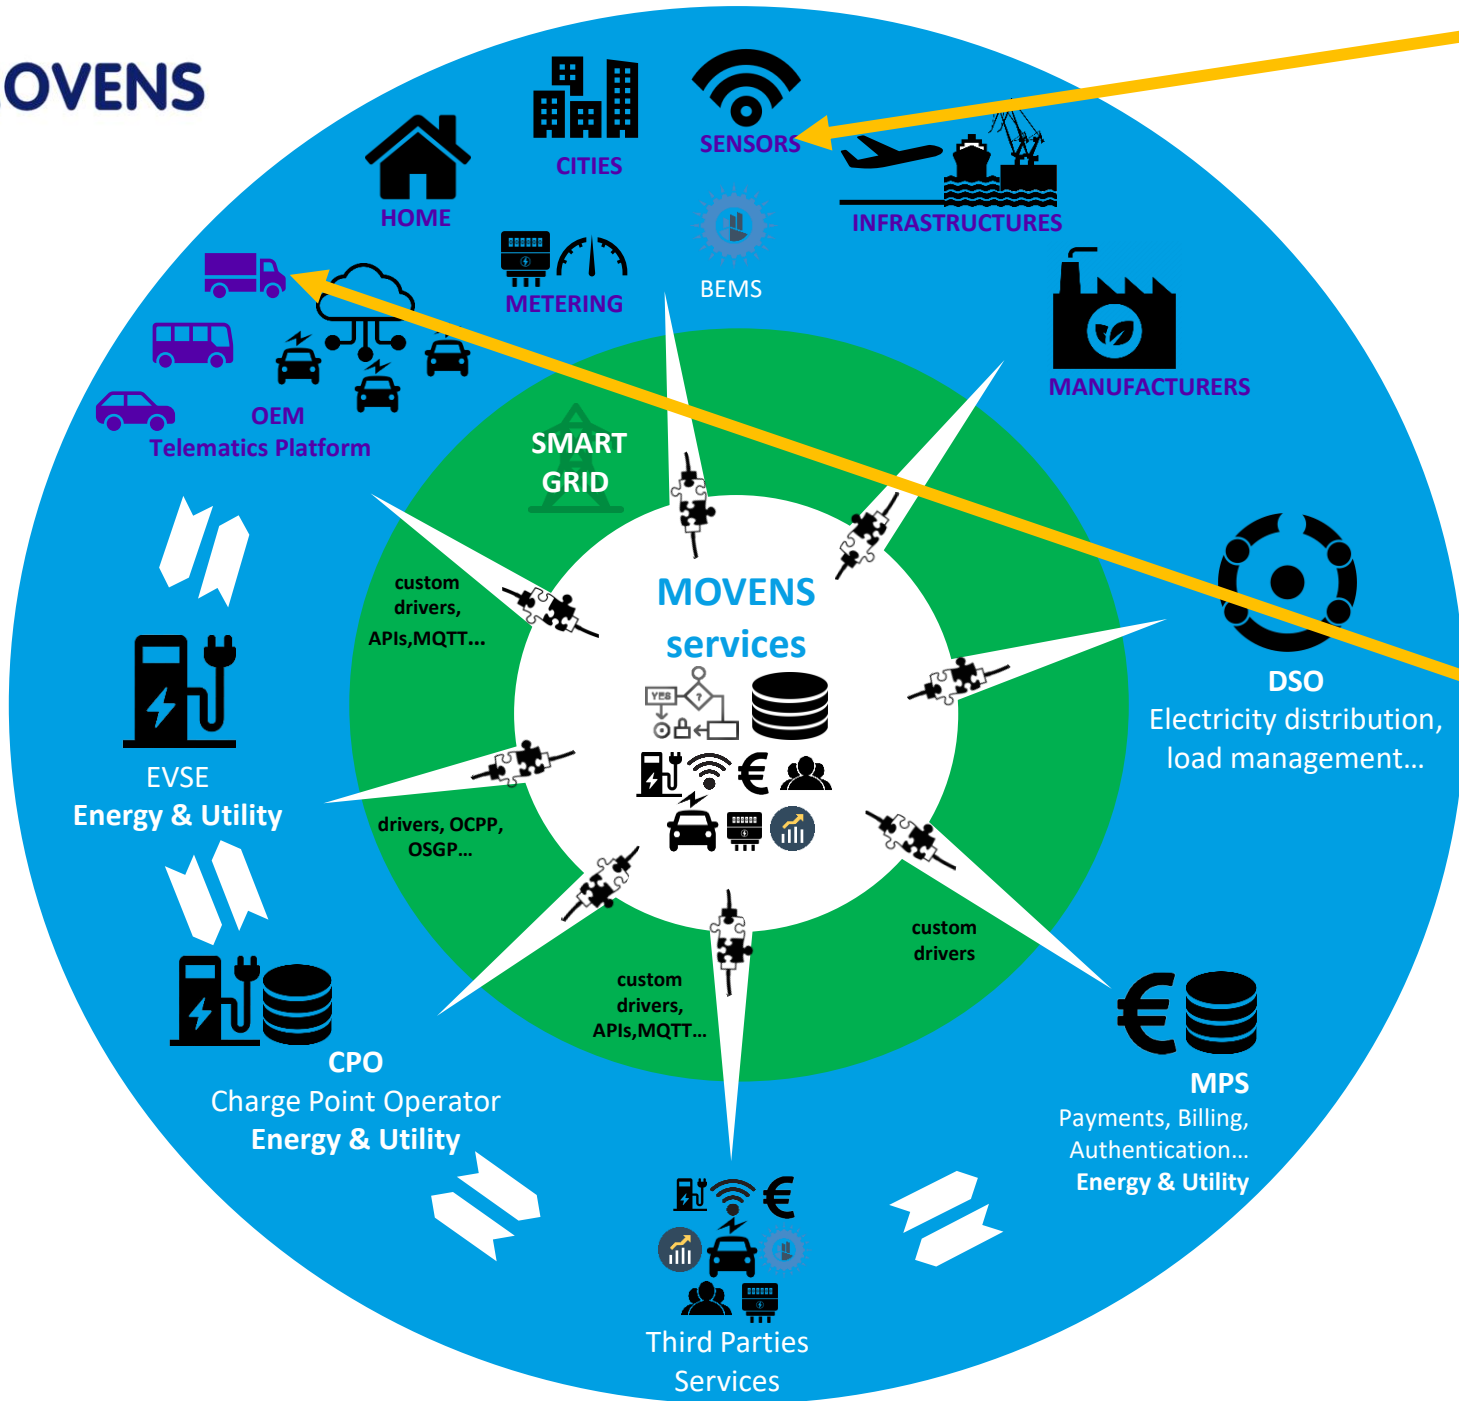 OVENS
CITIES
SENSORS
HOME
INFRASTRUCTURES
METERING
BEMS
MANUFACTURERS
OEM
Telematics Platform
SMART
GRID
custom
drivers,
APIs,MQTT...
MOVENS
services
YES
?
DSO
Electricity distribution,
load management...
EVSE
Energy & Utility
drivers, OCPP,
OSGP...
custom
drivers
custom
drivers,
APIs,MQTT...
CPO
Charge Point Operator
Energy & Utility
€
MPS
Payments, Billing,
Authentication...
Energy & Utility
Third Parties
Services